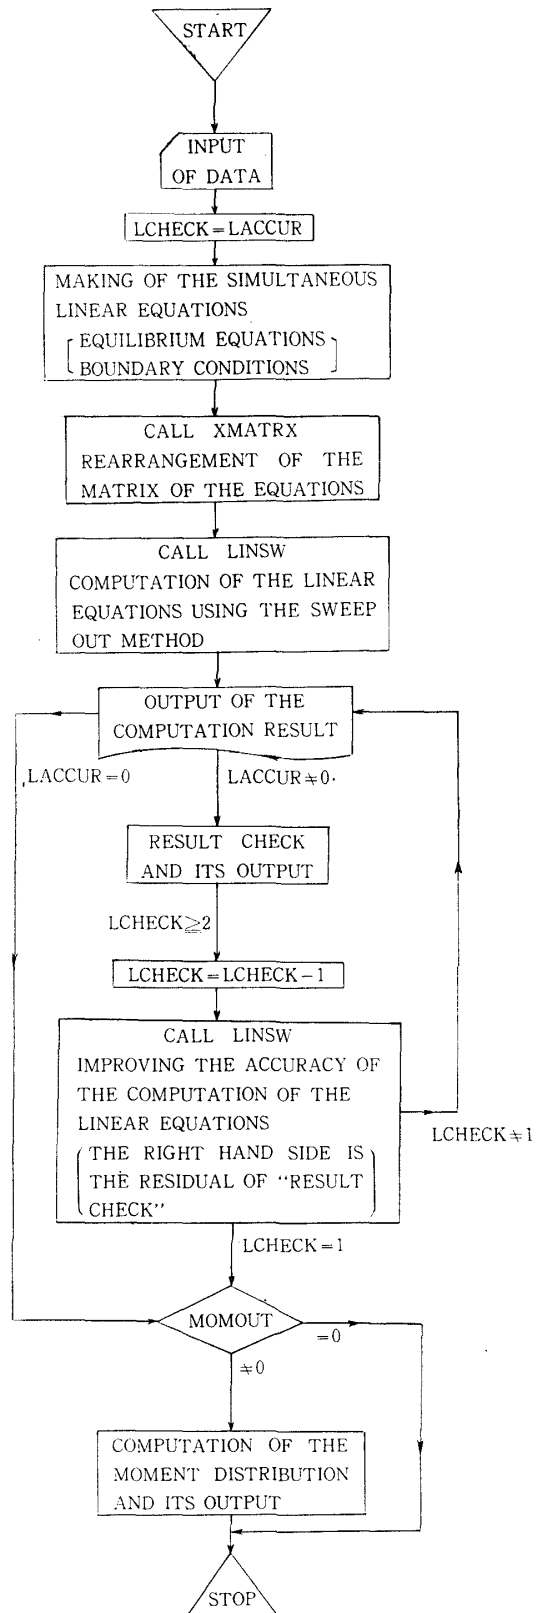 START
INPUT
OF DATA
LCHECK=LACCUR
MAKING OF THE SIMULTANEOUS
LINEAR EQUATIONS
EQUILIBRIUM EQUATIONS
BOUNDARY CONDITIONS
CALL XMATRX
REARRANGEMENT OF THE
MATRIX OF THE EQUATIONS
CALL LINSW
COMPUTATION OF THE LINEAR
EQUATIONS USING THE SWEEP
OUT METHOD
OUTPUT OF THE
COMPUTATION RESULT
LACCUR=0
LACCUR≠0
RESULT CHECK
AND ITS OUTPUT
LCHECK≧2
LCHECK=LCHECK-1
CALL LINSW
IMPROVING THE ACCURACY OF
THE COMPUTATION OF THE
LINEAR EQUATIONS
(THE RIGHT HAND SIDE IS
THE RESIDUAL OF "RESULT
CHECK")
LCHECK≠1
LCHECK=1
MOMOUT
=0
≠0
COMPUTATION OF THE
MOMENT DISTRIBUTION
AND ITS OUTPUT
STOP